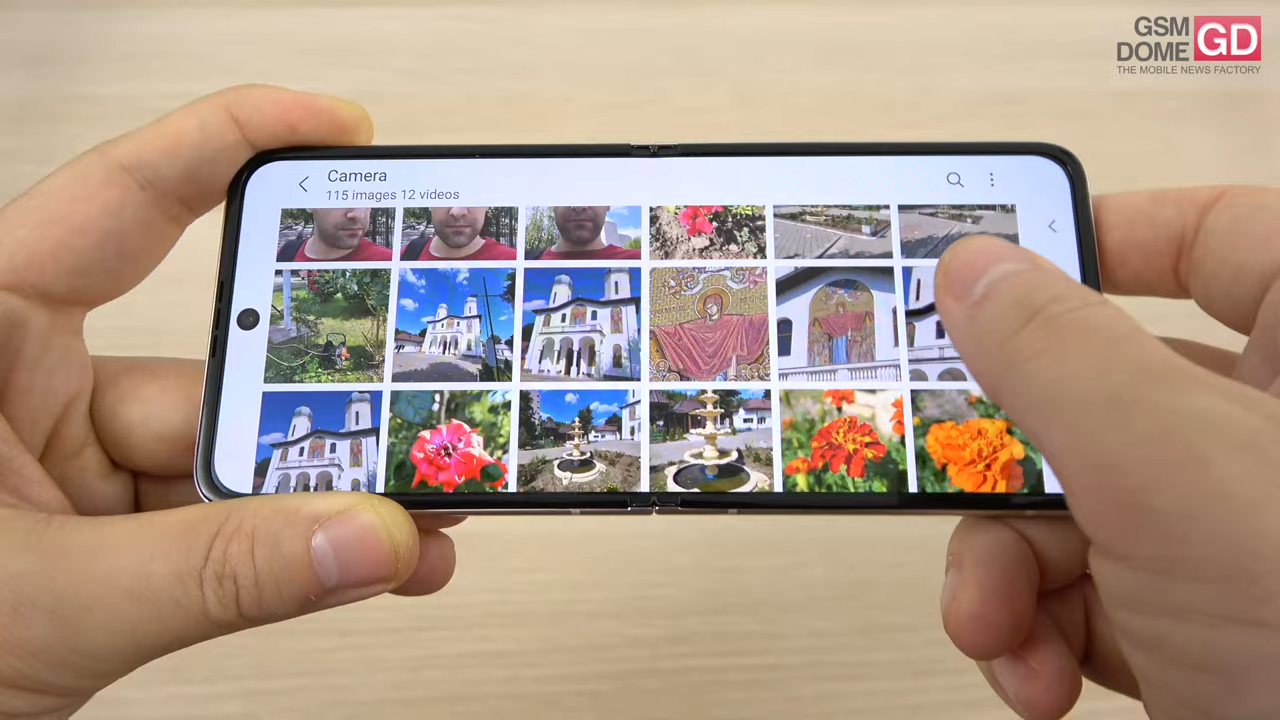 GSM
DOME
GD
THE MOBILE NEWS FACTORY
Camera
115 images 12 videos